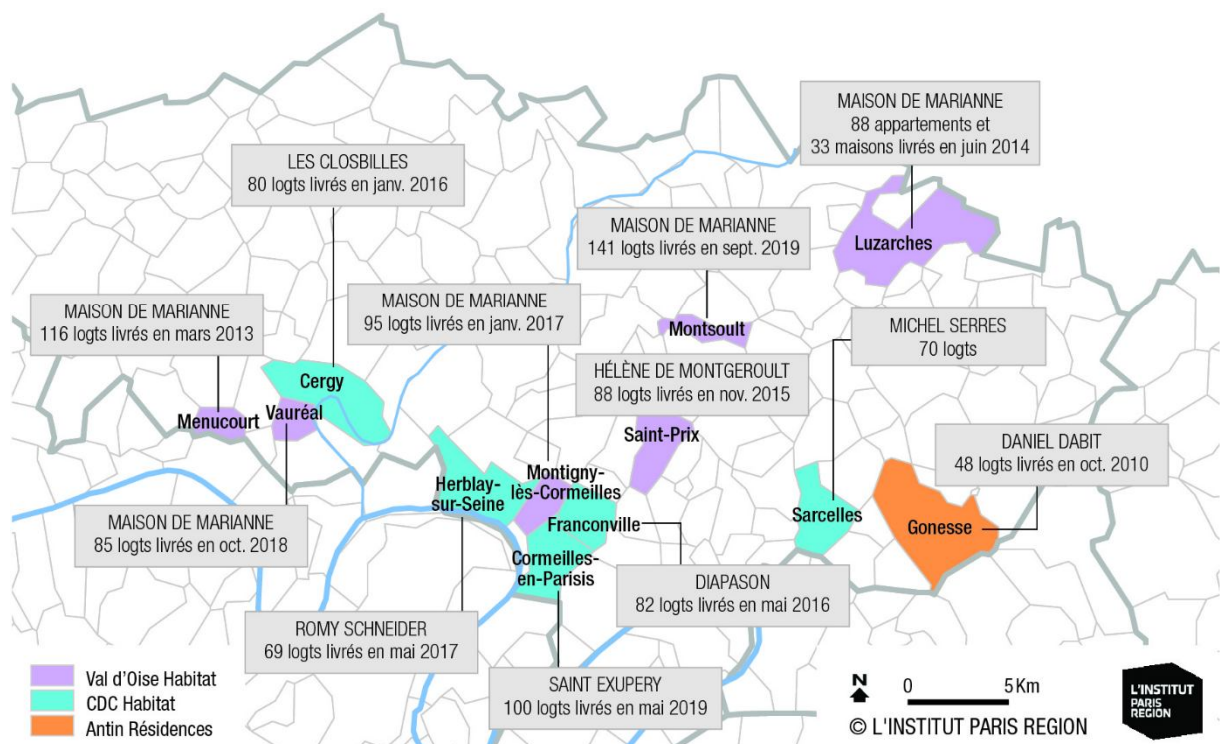 MAISON DE MARIANNE
88 appartements et
33 maisons livrés en juin 2014
LES CLOSBILLES
80 logts livrés en janv. 2016
MAISON DE MARIANNE
141 logts livrés en sept. 2019
Luzarches
MAISON DE MARIANNE
116 logts livrés en mars 2013
MAISON DE MARIANNE
95 logts livrés en janv. 2017
Montsoult
MICHEL SERRES
70 logts
HÉLÈNE DE MONTGEROULT
88 logts livrés en nov. 2015
Cergy
Menucourt
Vauréal
Saint-Prix
DANIEL DABIT
48 logts livrés en oct. 2010
Herblay-
sur-Seine
Montigny-
lès-Cormeilles
Franconville
Sarcelles
Gonesse
MAISON DE MARIANNE
85 logts livrés en oct. 2018
Cormeilles-
en-Parisis
DIAPASON
82 logts livrés en mai 2016
ROMY SCHNEIDER
69 logts livrés en mai 2017
SAINT EXUPERY
100 logts livrés en mai 2019
Val d'Oise Habitat
CDC Habitat
Antin Résidences
N
0 5 Km
© L'INSTITUT PARIS REGION
L'INSTITUT
PARIS
REGION